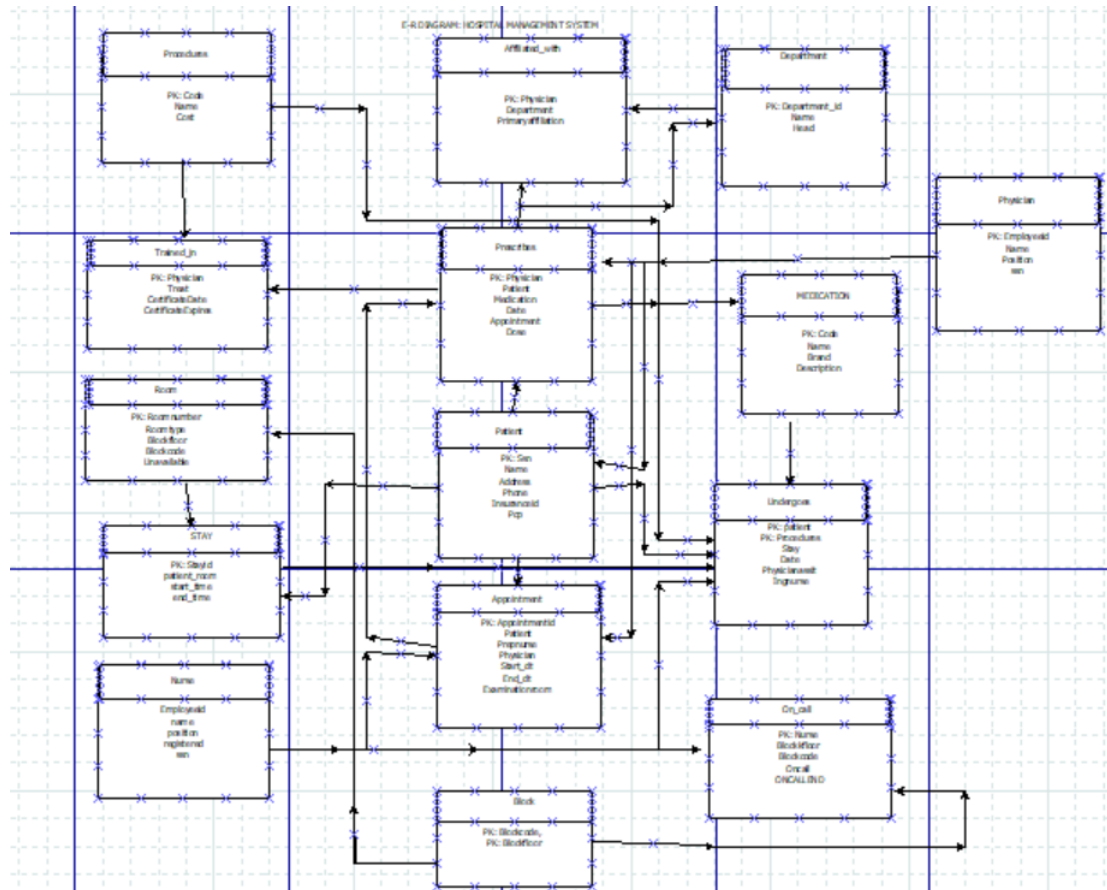 E-R DIAGRAM: HOSPITAL MANAGEMENT SYSTEM
Procedures
PK: Code
Name
Cost
Affiliated_with
PK: Physician
Department
Primaryaffiliation
Department
PK: Department_id
Name
Head
Physician
PK: Employeeid
Name
Position
ssn
Trained_in
PK: Physician
Treat
CertificateDate
CertificateExpires
Prescribes
PK: Physician
Patient
Medication
Date
Appointment
Dose
MEDICATION
PK: Code
Name
Brand
Description
Room
PK: Roomnumber
Roomtype
Blockfloor
Blockcode
Unavailable
Patient
PK: Ssn
Name
Address
Phone
Insuranceid
Pcp
Undergoes
PK: patient
PK: Procedures
Stay
Date
STAY
PK: Stayid
patient_room
start_time
end_time
Appointment
PK: Appointmentid
Patient
Prepnurse
Physician
Start_dt
End_dt
Examinationroom
Nurse
Employeeid
name
position
registered
ssn
On_call
PK: Nurse
Blockfloor
Blockcode
Oncall
ONCALLEND
Block
PK: Blockcode,
PK: Blockfloor